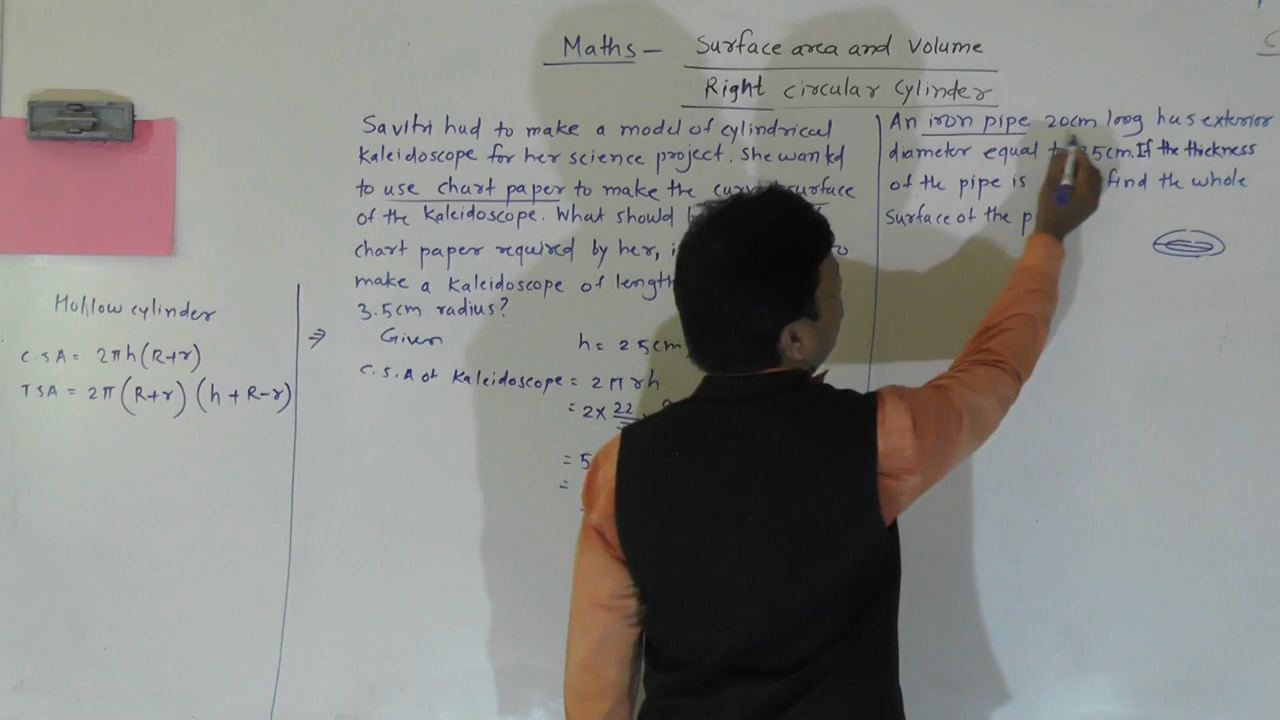 Maths - Surface area and Volume
Right circular Cylinder
Savitri had to make a model of cylindrical
Kaleidoscope for her science project. She wanted
to use chart paper to make the curved surface
of the Kaleidoscope. What should
chart paper required by her,
make a Kaleidoscope of length
3.5cm radius?
Given
h = 25cm
C.S.A of Kaleidoscope = 2πrh
= 2 × 22
= 5
=
An iron pipe 20cm long has exterior
diameter equal to 25cm. If the thickness
of the pipe is find the whole
Surface of the
Hollow cylinder
C.S.A = 2πh(R+r)
TSA = 2π(R+r)(h+R-r)